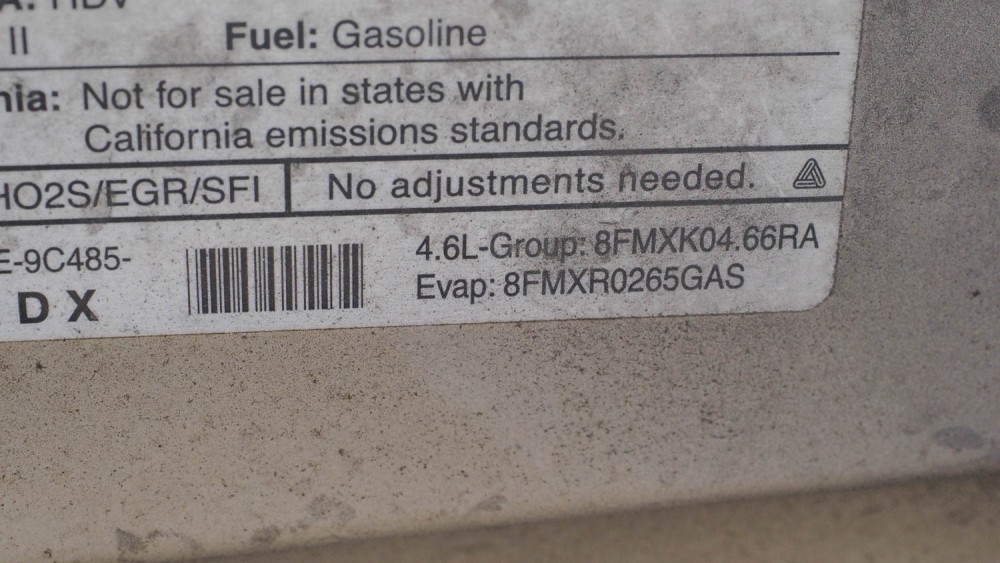 A: HDV
II Fuel: Gasoline
nia: Not for sale in states with
California emissions standards.
HO2S/EGR/SFI No adjustments needed.
E-9C485- 4.6L-Group: 8FMXK04.66RA
D X Evap: 8FMXR0265GAS